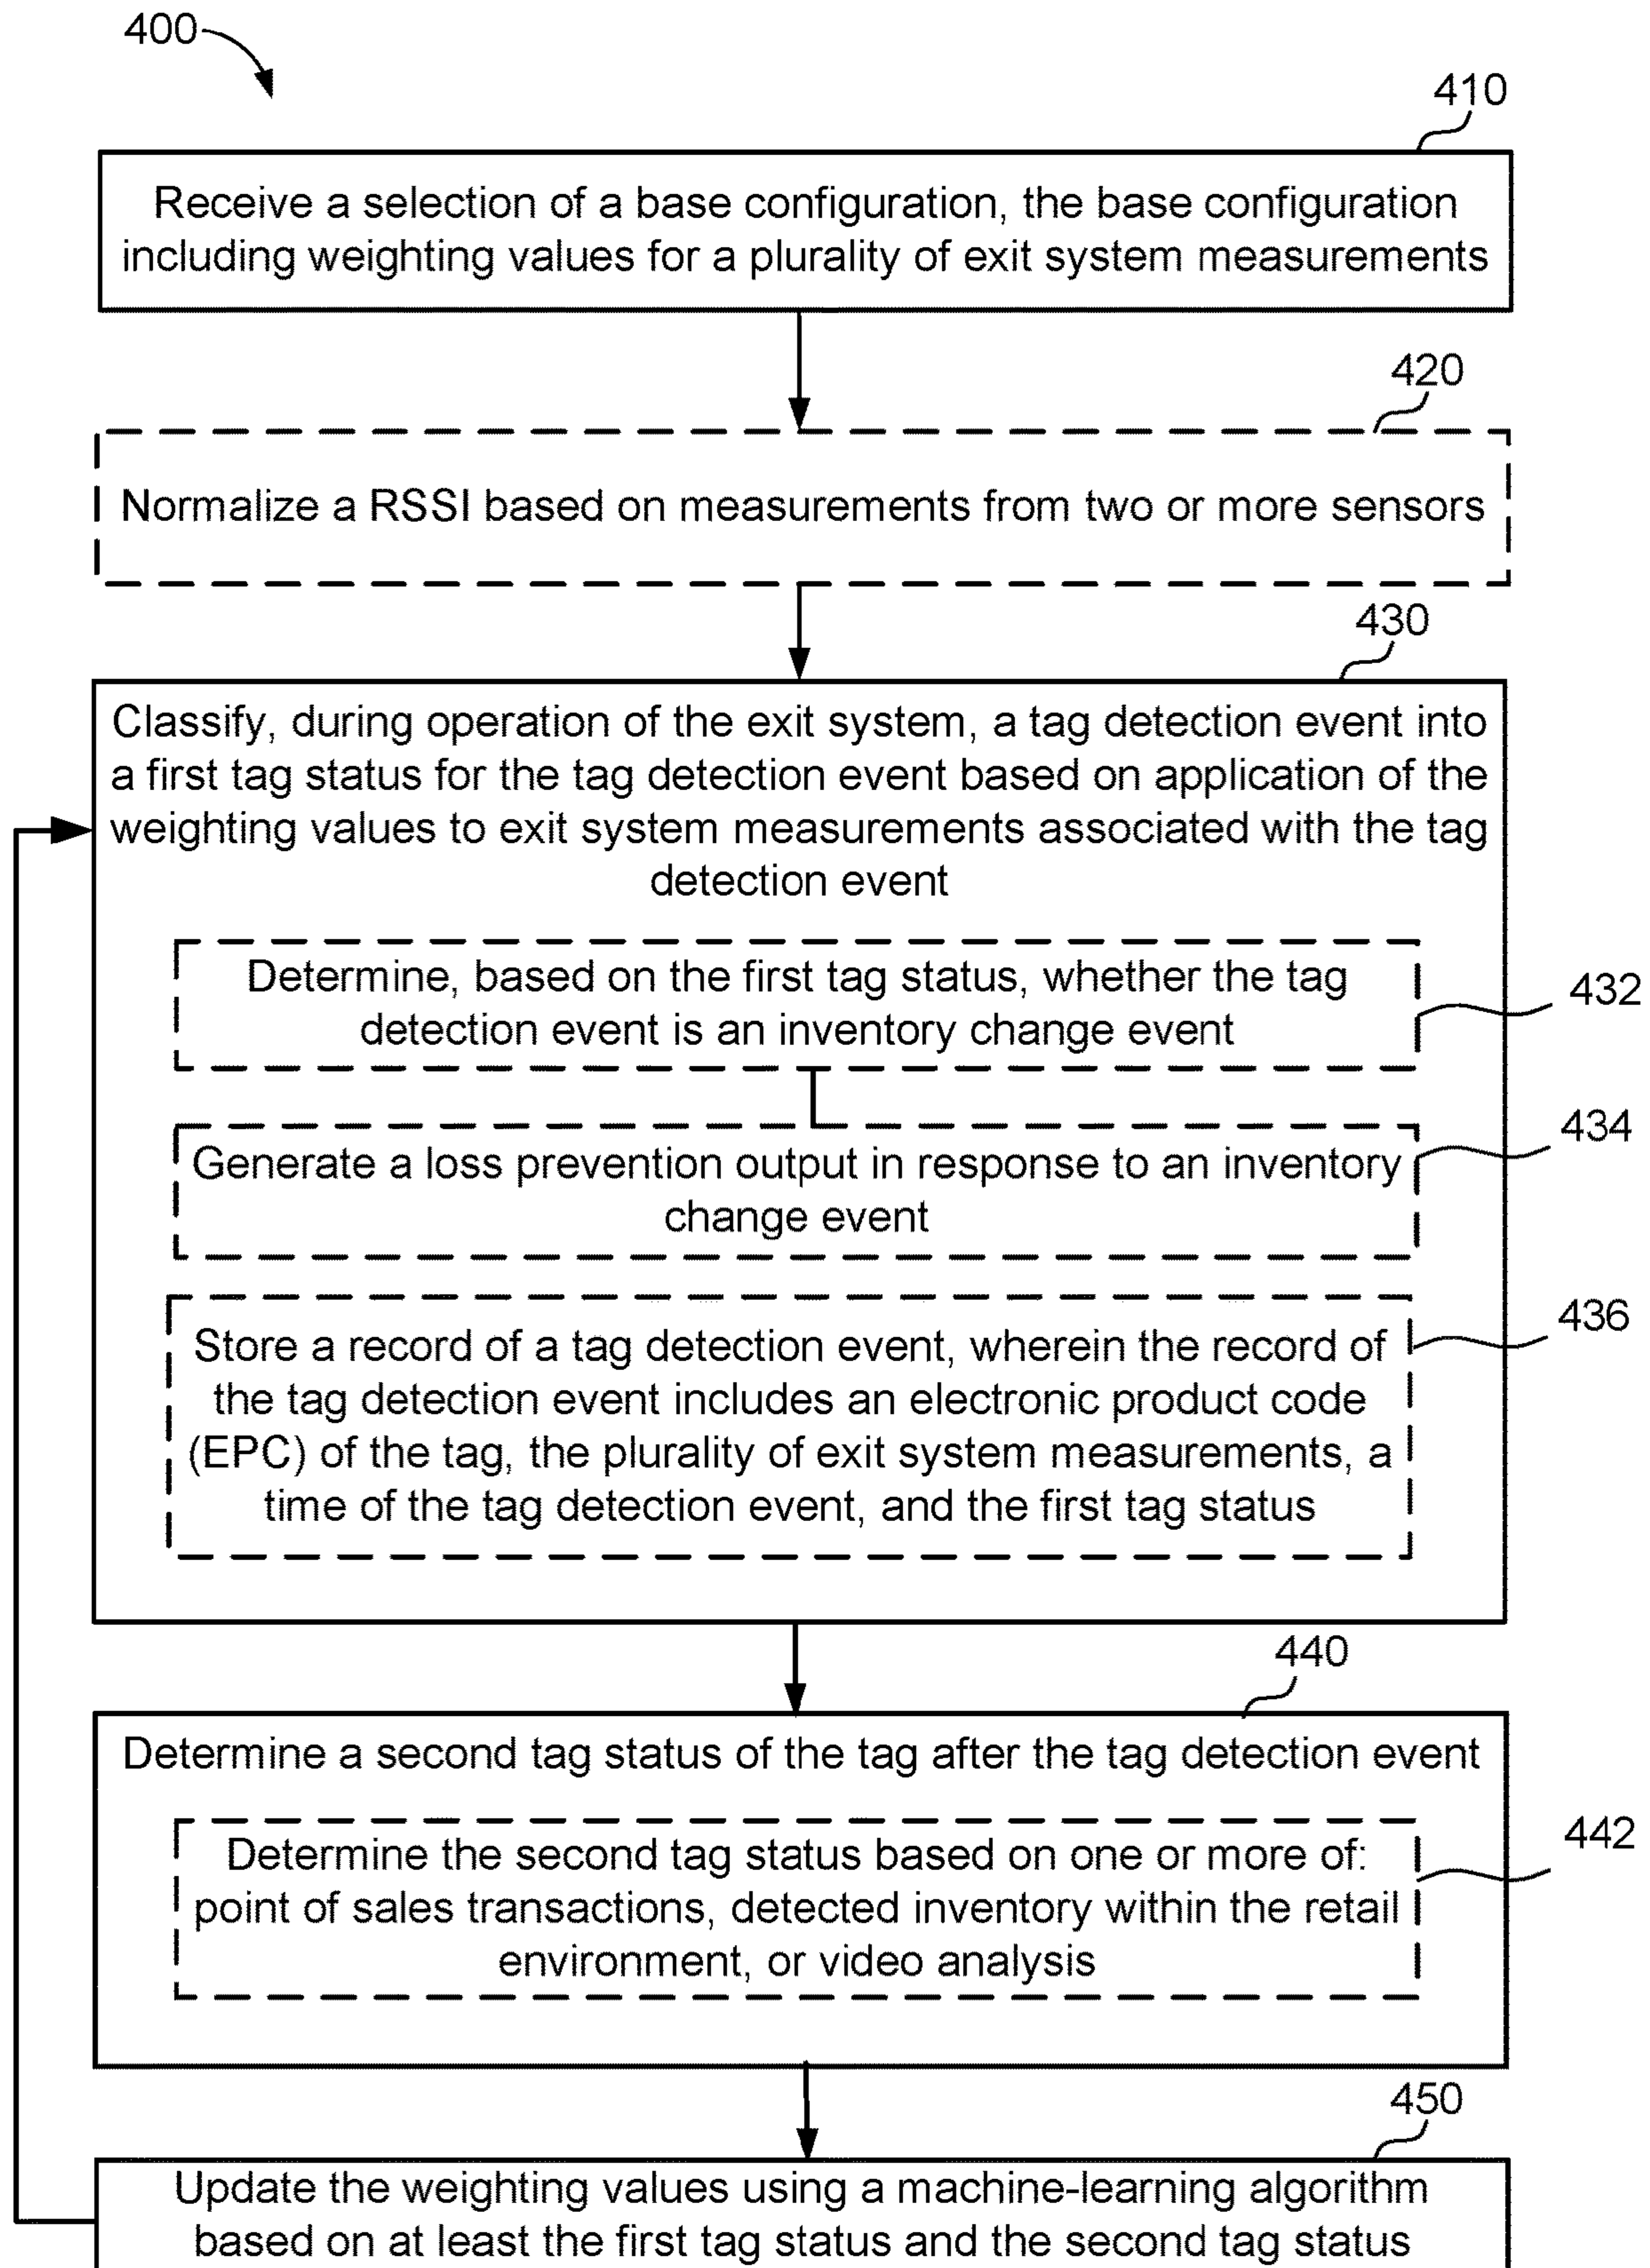 400
410
Receive a selection of a base configuration, the base configuration
including weighting values for a plurality of exit system measurements
420
Normalize a RSSI based on measurements from two or more sensors
430
Classify, during operation of the exit system, a tag detection event into
a first tag status for the tag detection event based on application of the
weighting values to exit system measurements associated with the tag
detection event
Determine, based on the first tag status, whether the tag
detection event is an inventory change event
432
Generate a loss prevention output in response to an inventory
change event
434
Store a record of a tag detection event, wherein the record of
the tag detection event includes an electronic product code
(EPC) of the tag, the plurality of exit system measurements, a
time of the tag detection event, and the first tag status
436
440
Determine a second tag status of the tag after the tag detection event
Determine the second tag status based on one or more of:
point of sales transactions, detected inventory within the retail
environment, or video analysis
442
450
Update the weighting values using a machine-learning algorithm
based on at least the first tag status and the second tag status